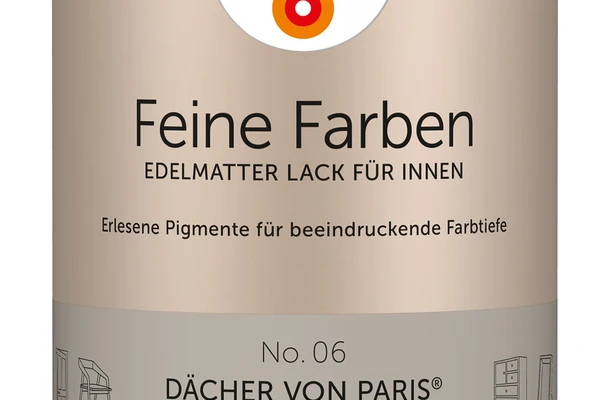 Feine Farben
EDELMATTER LACK FÜR INNEN
Erlesene Pigmente für beeindruckende Farbtiefe
No. 06
DÄCHER VON PARIS®